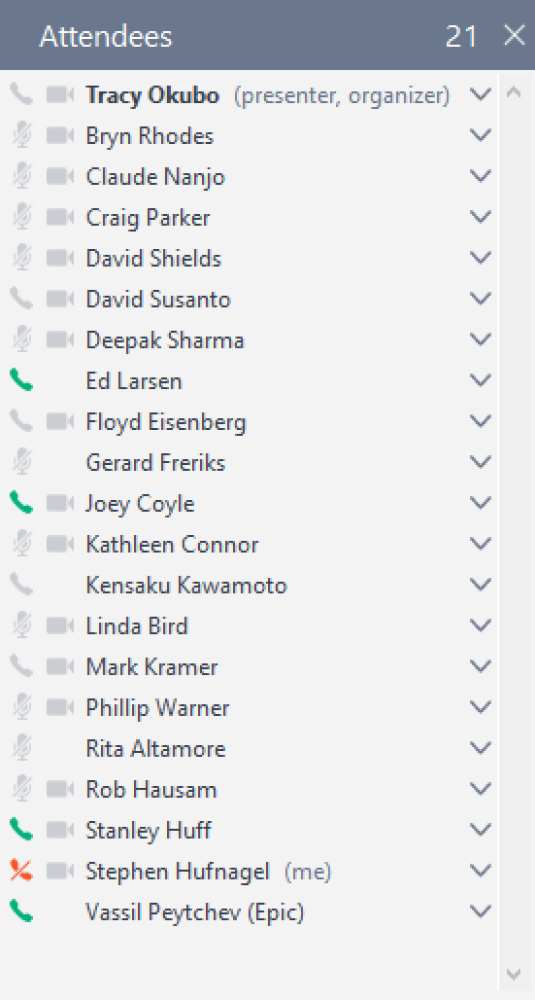 Attendees 21
Tracy Okubo (presenter, organizer)
Bryn Rhodes
Claude Nanjo
Craig Parker
David Shields
David Susanto
Deepak Sharma
Ed Larsen
Floyd Eisenberg
Gerard Freriks
Joey Coyle
Kathleen Connor
Kensaku Kawamoto
Linda Bird
Mark Kramer
Phillip Warner
Rita Altamore
Rob Hausam
Stanley Huff
Stephen Hufnagel (me)
Vassil Peytchev (Epic)